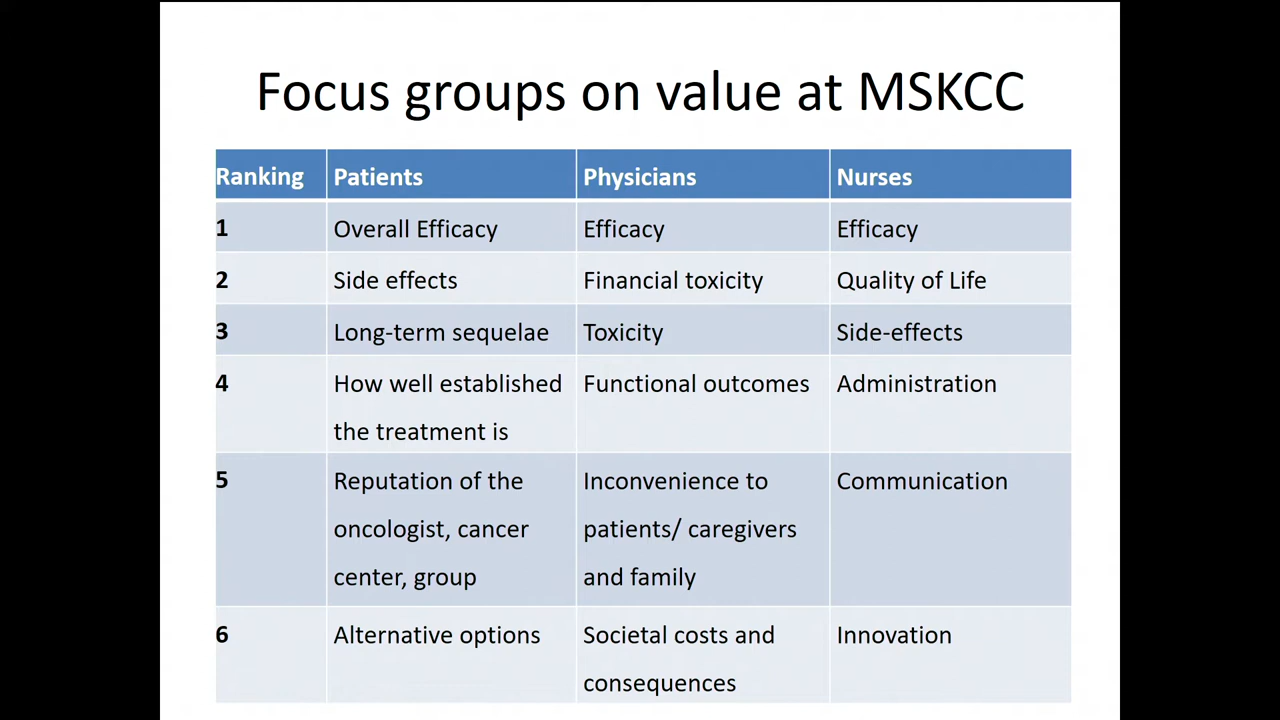 Focus groups on value at MSKCC
Ranking Patients Physicians Nurses
1 Overall Efficacy Efficacy Efficacy
2 Side effects Financial toxicity Quality of Life
3 Long-term sequelae Toxicity Side-effects
4 How well established Functional outcomes Administration
the treatment is
5 Reputation of the Inconvenience to Communication
oncologist, cancer patients/ caregivers
center, group and family
6 Alternative options Societal costs and Innovation
consequences